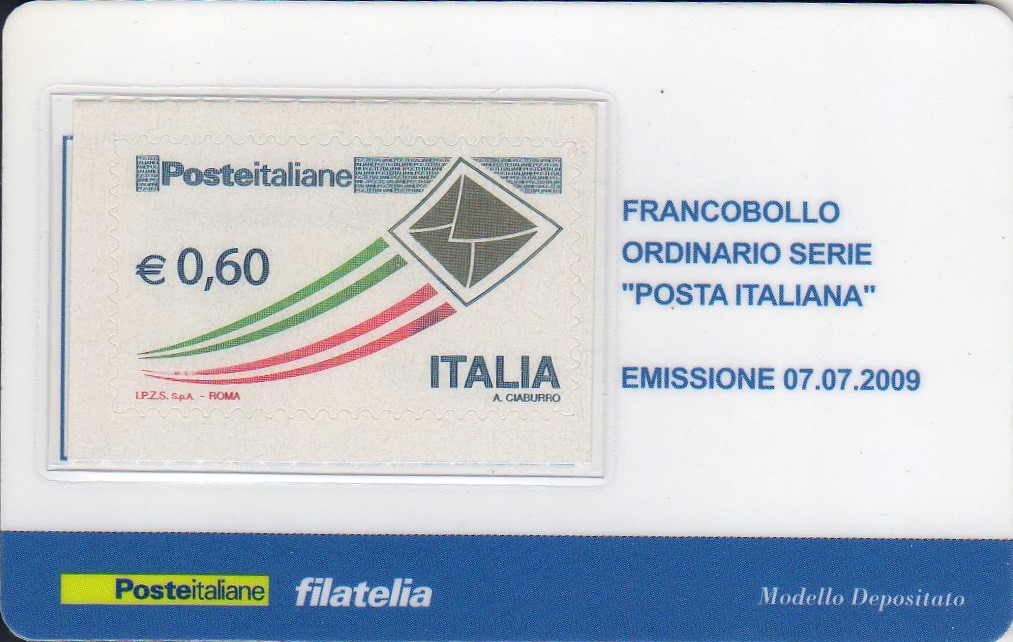 Posteitaliane
€ 0,60
ITALIA
I.P.Z.S. S.p.A. - ROMA
A. CIABURRO
FRANCOBOLLO
ORDINARIO SERIE
"POSTA ITALIANA"
EMISSIONE 07.07.2009
Posteitaliane filatelia
Modello Depositato